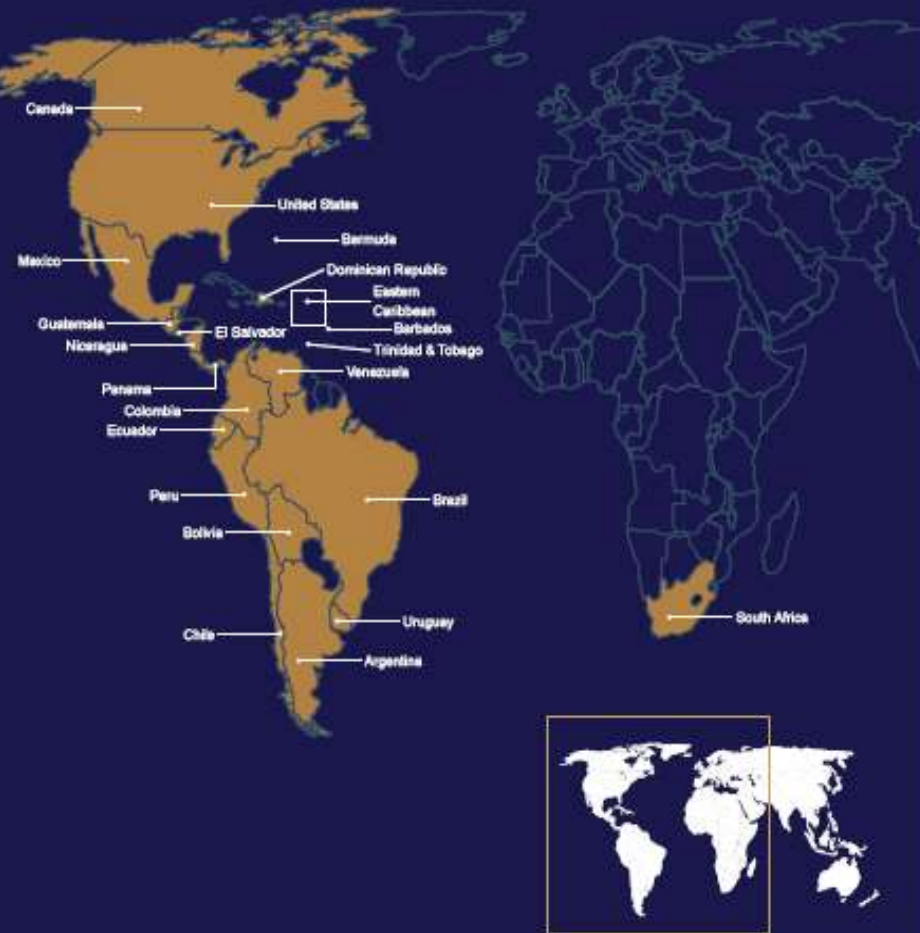 Canada
United States
Bermuda
Mexico
Dominican Republic
Eastern
Caribbean
Guatemala
El Salvador
Barbados
Nicaragua
Trinidad & Tobago
Venezuela
Panama
Colombia
Ecuador
Peru
Brazil
Bolivia
South Africa
Uruguay
Chile
Argentina